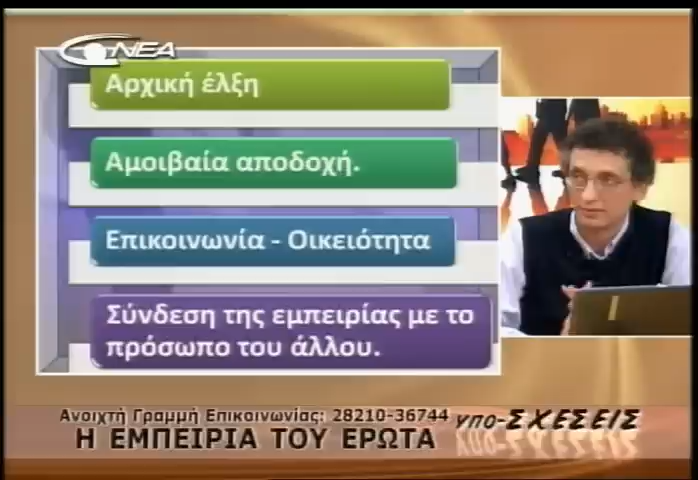 NEA
Αρχική έλξη
Αμοιβαία αποδοχή.
Επικοινωνία - Οικειότητα
Σύνδεση της εμπειρίας με το
πρόσωπο του άλλου.
Ανοιχτή Γραμμή Επικοινωνίας: 28210-36744
υπο-ΣΧΕΣΕΙΣ
Η ΕΜΠΕΙΡΙΑ ΤΟΥ ΕΡΩΤΑ